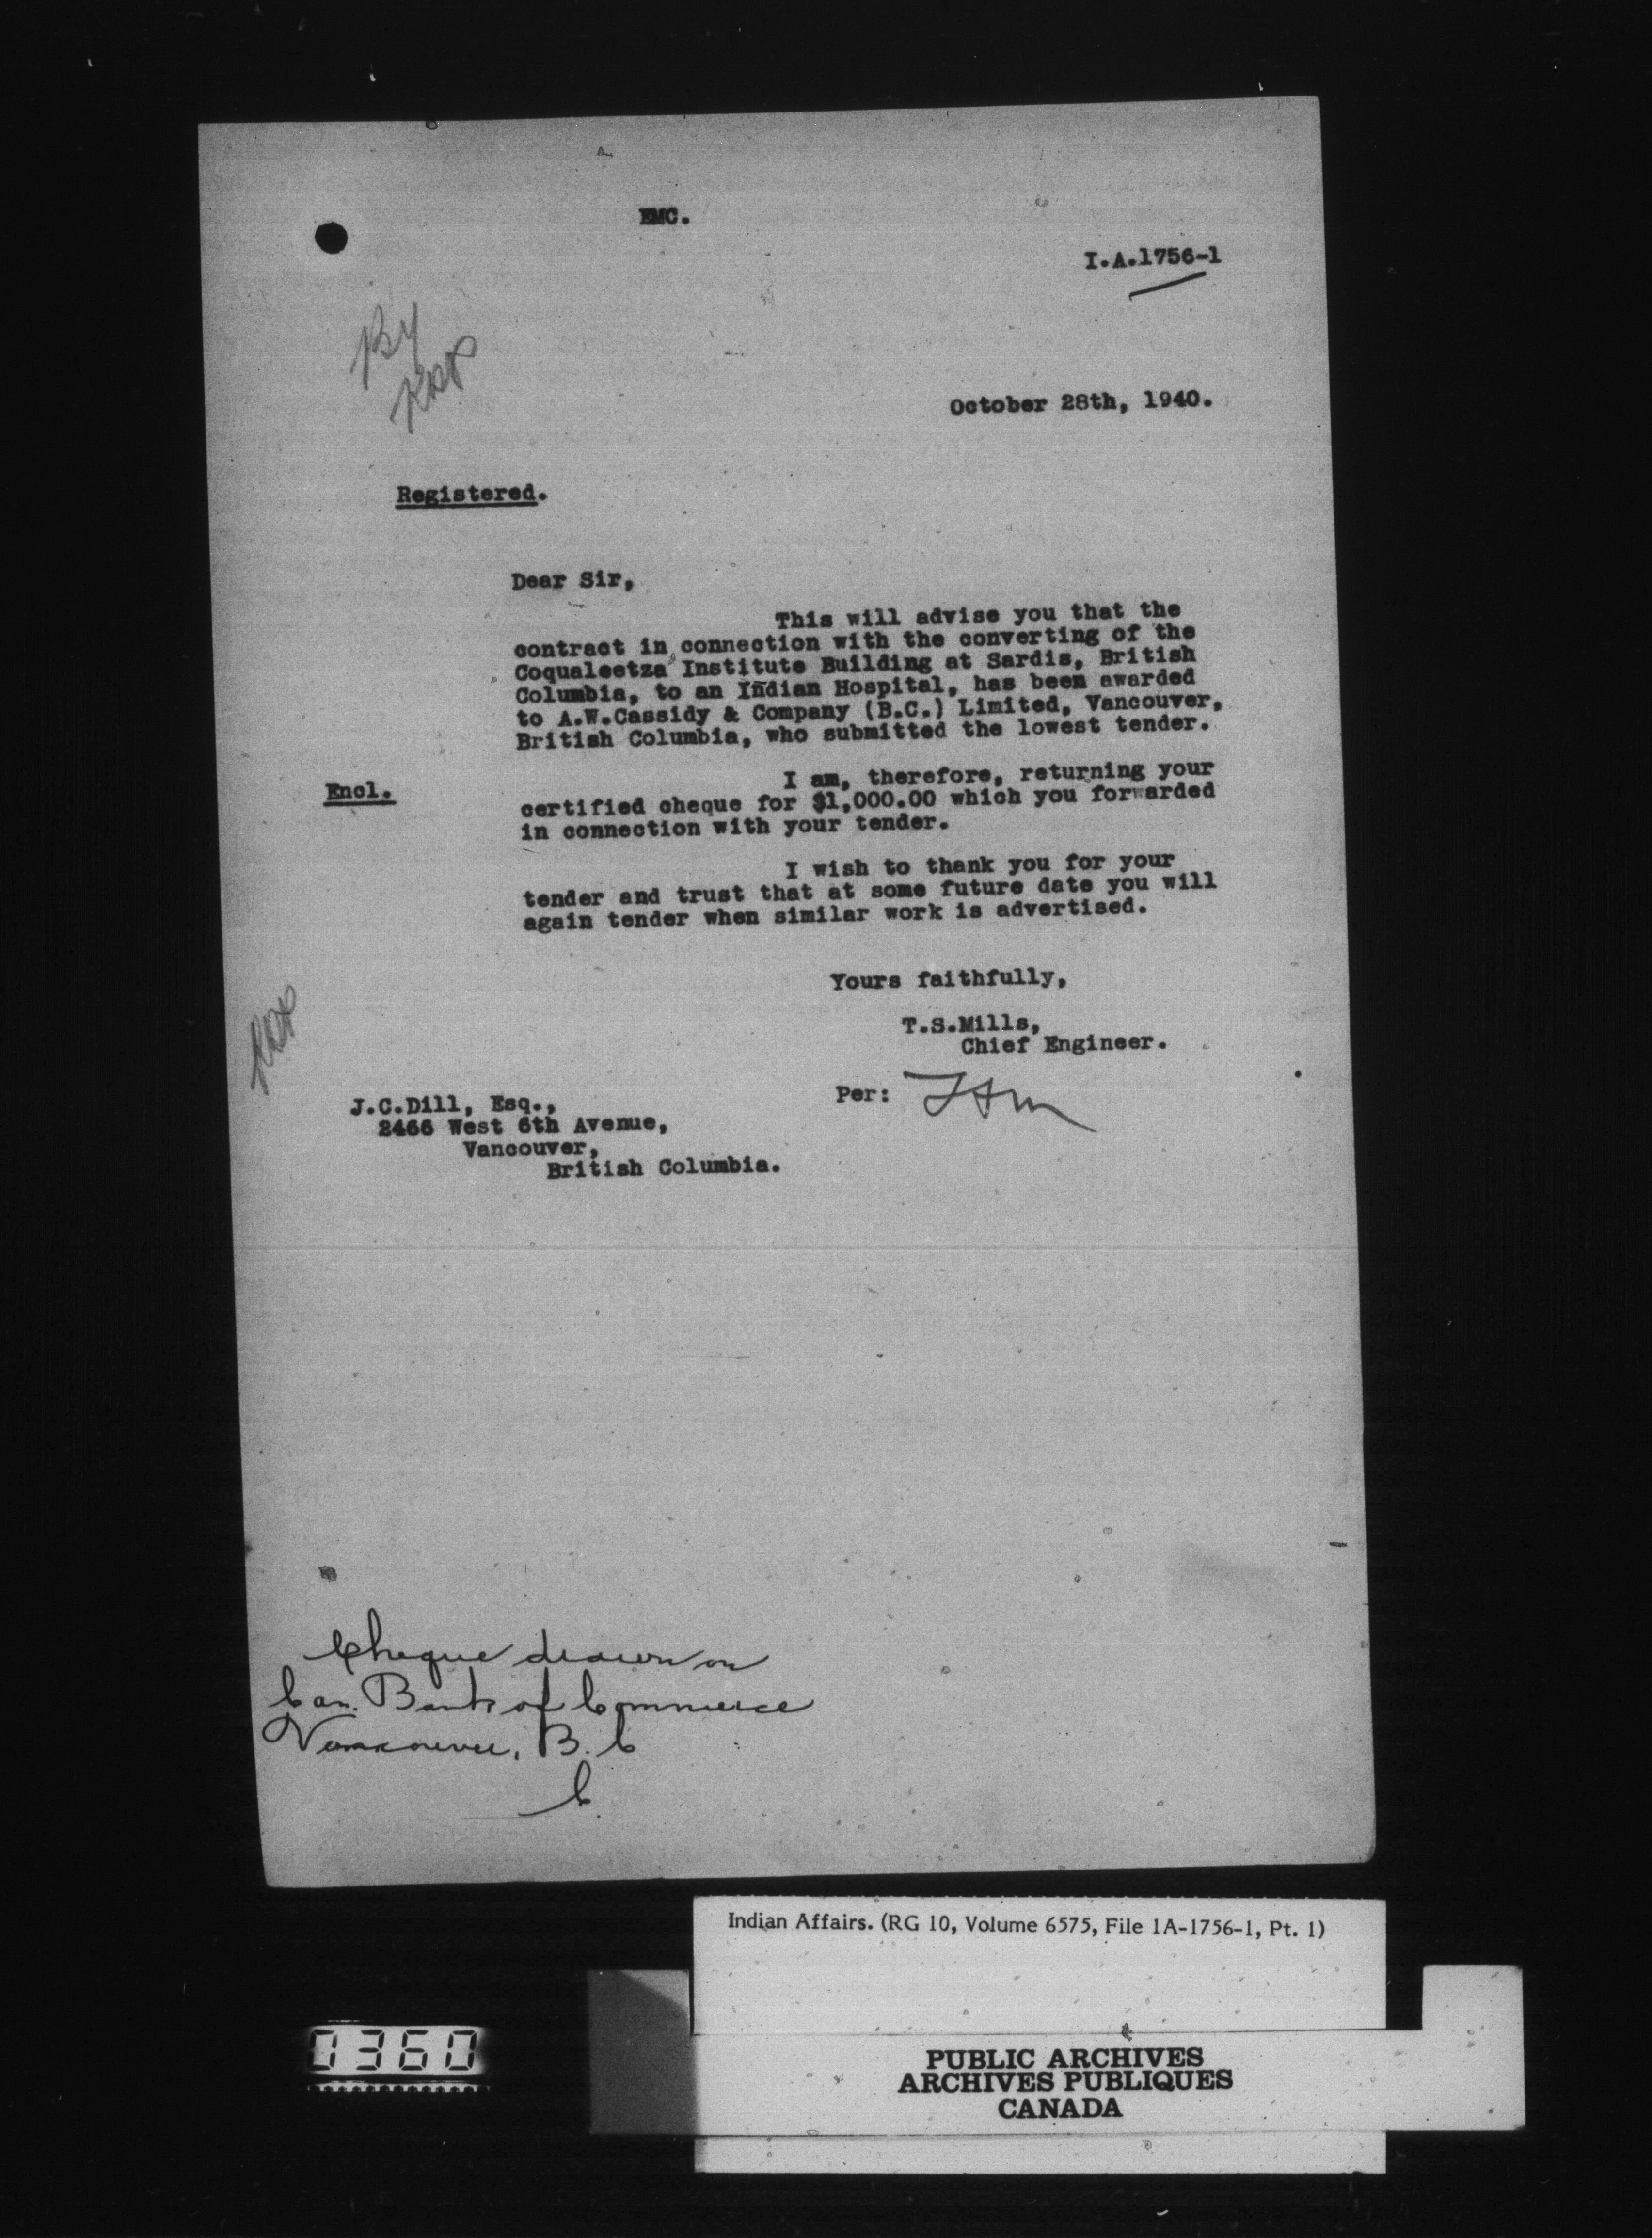 EMC.
I.A.1756-1
By
October 28th, 1940.
Registered.
Dear Sir,
This will advise you that the
contract in connection with the converting of the
Coqualeetza Institute Building at Sardis, British
Columbia, to an Indian Hospital, has been awarded
to A.W.Cassidy & Company (B.C.) Limited, Vancouver,
British Columbia, who submitted the lowest tender.
Encl.
I am, therefore, returning your
certified cheque for $1,000.00 which you forwarded
in connection with your tender.
I wish to thank you for your
tender and trust that at some future date you will
again tender when similar work is advertised.
Yours faithfully,
T.S.Mills,
Chief Engineer.
Per:
J.C.Dill, Esq.,
2466 West 6th Avenue,
Vancouver,
British Columbia.
Cheque drawn on
Can. Bank of Commerce
Vancouver, B.C
C.
Indian Affairs. (RG 10, Volume 6575, File 1A-1756-1, Pt. 1)
0360
PUBLIC ARCHIVES
ARCHIVES PUBLIQUES
CANADA